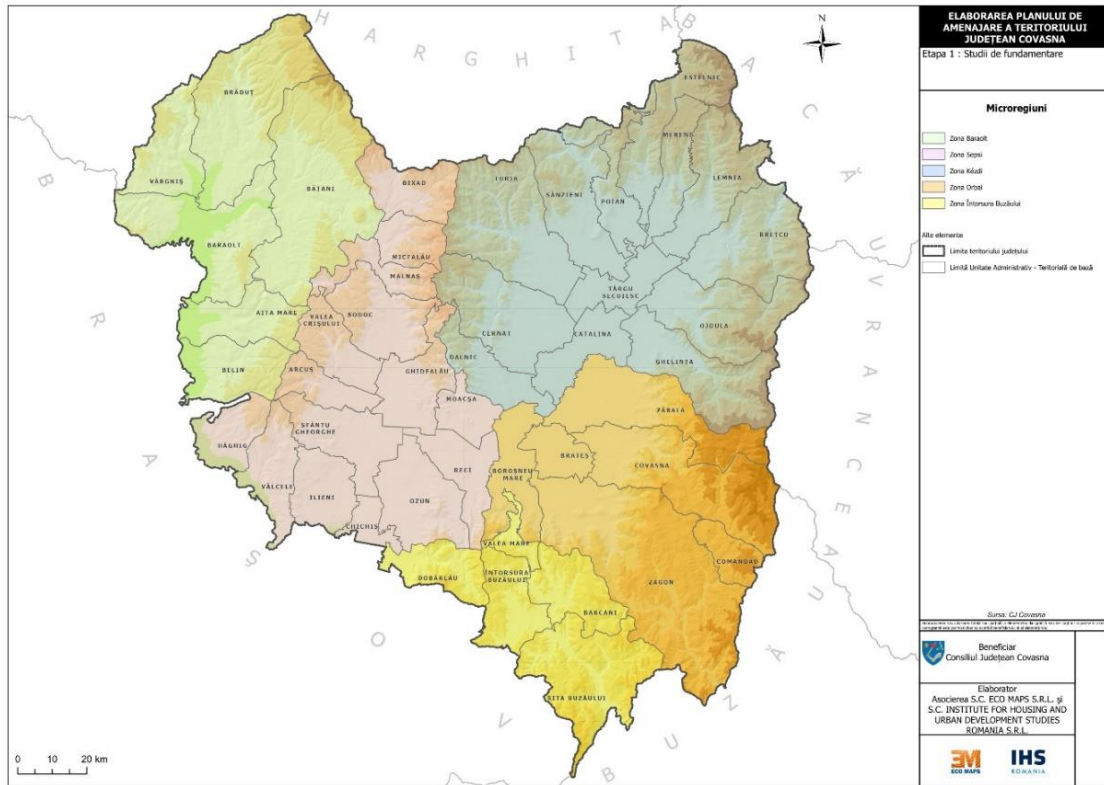 ELABORAREA PLANULUI DE
AMENAJARE A TERITORIULUI
JUDEȚEAN COVASNA
Etapa 1 : Studii de fundamentare
Microregiuni
Zona Baraolt
Zona Sepsi
Zona Kézdi
Zona Orbai
Zona Întorsura Buzăului
Alte elemente
Limita teritoriului județului
Limită Unitate Administrativ - Teritorială de bază
Sursa: CJ Covasna
Beneficiar
Consiliul Județean Covasna
Elaborator
Asocierea S.C. ECO MAPS S.R.L. și
S.C. INSTITUTE FOR HOUSING AND
URBAN DEVELOPMENT STUDIES
ROMANIA S.R.L.
EM
ECO MAPS
IHS
ROMANIA
N
HARGHITA
BACĂU
VRANCEA
BUZĂU
BRAȘOV
ESTELNIC
BRĂDUȚ
MERENI
VÂRGHIȘ
BĂȚANI
BIXAD
TURIA
SÂNZIENI
POIAN
LEMNIA
BREȚCU
BARAOLT
MICFALĂU
MALNAȘ
TÂRGU
SECUIESC
AITA MARE
VALEA
CRIȘULUI
BODOC
CERNAT
CATALINA
OJDULA
BILIN
ARCUȘ
GHIDFALĂU
DALNIC
GHELINȚA
MOACȘA
ZĂBALA
HĂGHIG
SFÂNTU
GHEORGHE
RECI
BOROȘNEU
MARE
BRATEȘ
COVASNA
VÂLCELE
ILIENI
OZUN
CHICHIȘ
VALEA MARE
DOBÂRLĂU
ÎNTORSURA
BUZĂULUI
ZAGON
COMANDĂU
BARCANI
SITA BUZĂULUI
0 10 20 km